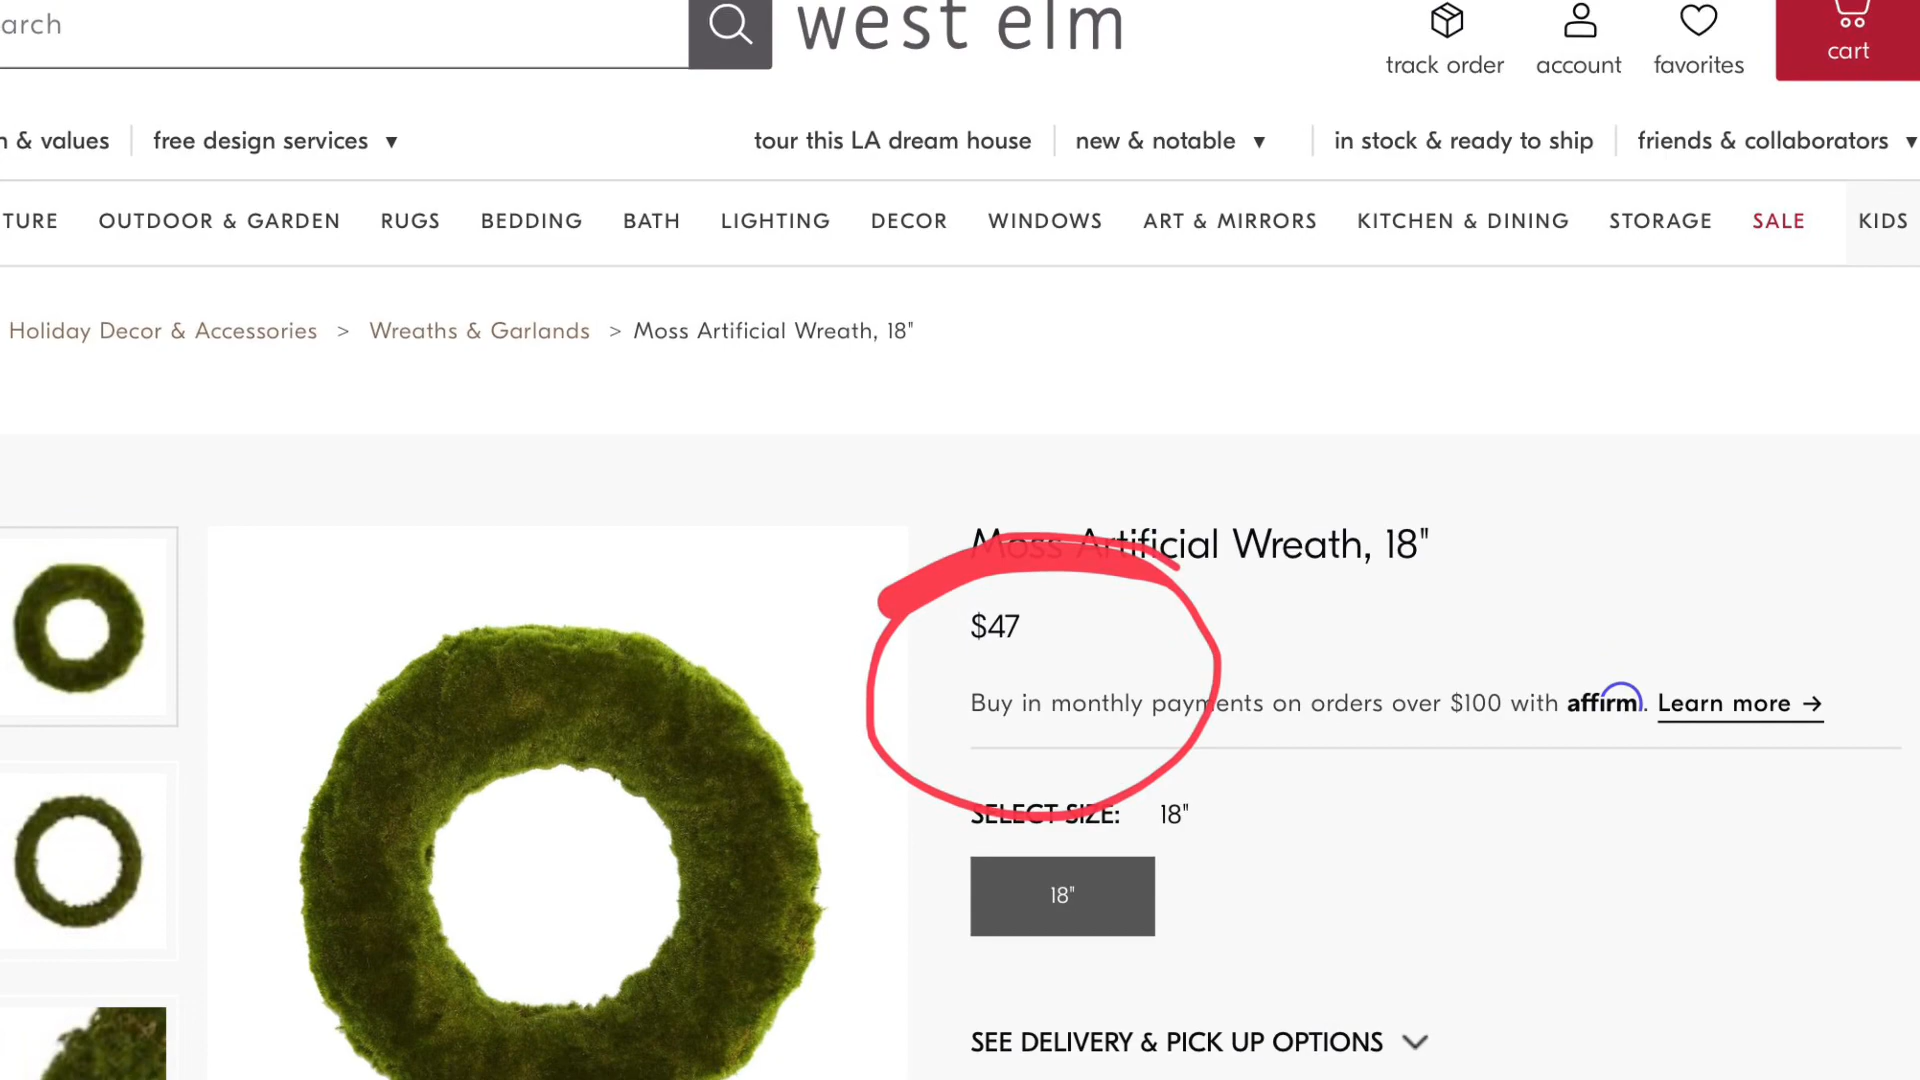 arch
west elm
track order
account
favorites
cart
& values
free design services
tour this LA dream house
new & notable
in stock & ready to ship
friends & collaborators
TURE
OUTDOOR & GARDEN
RUGS
BEDDING
BATH
LIGHTING
DECOR
WINDOWS
ART & MIRRORS
KITCHEN & DINING
STORAGE
SALE
KIDS
Holiday Decor & Accessories > Wreaths & Garlands > Moss Artificial Wreath, 18"
Moss Artificial Wreath, 18"
$47
Buy in monthly payments on orders over $100 with affirm. Learn more →
SELECT SIZE: 18"
18"
SEE DELIVERY & PICK UP OPTIONS